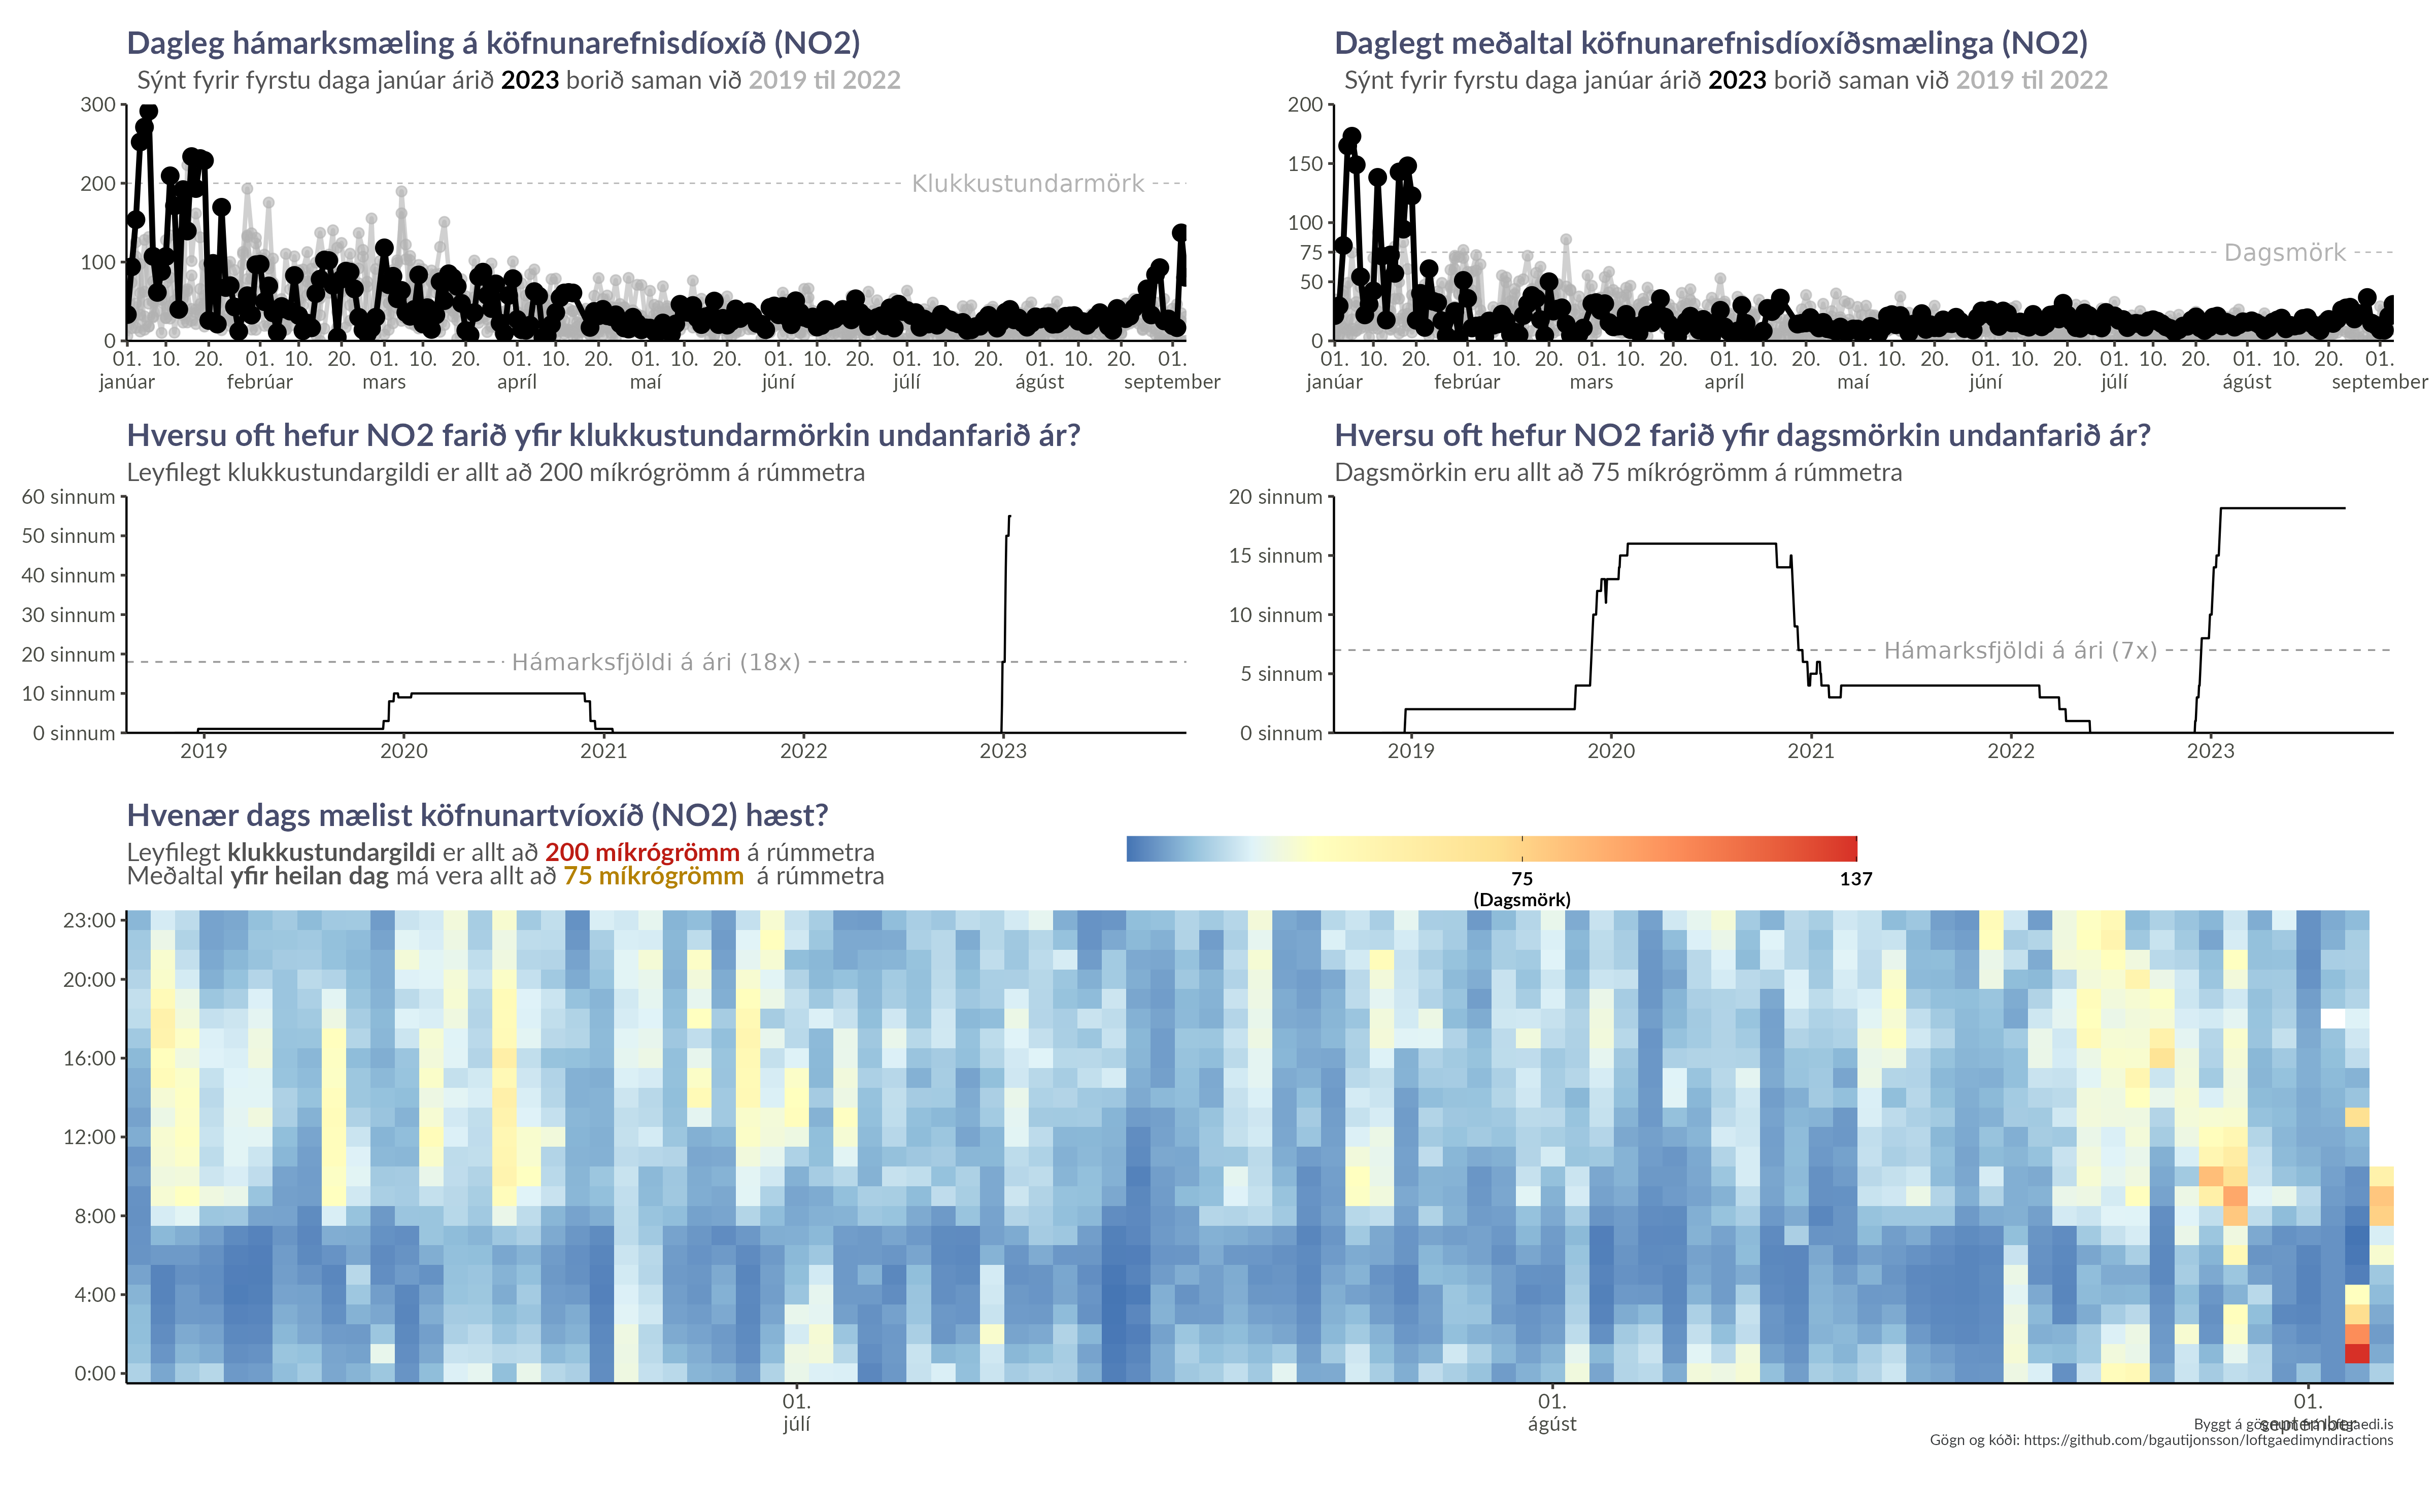 Dagleg hámarksmæling á köfnunarefnisdíoxíð (NO2)
Sýnt fyrir fyrstu daga janúar árið 2023 borið saman við 2019 til 2022
300
200
100
0
Klukkustundarmörk
01. 10. 20. 01. 10. 20. 01. 10. 20. 01. 10. 20. 01. 10. 20. 01. 10. 20. 01. 10. 20. 01. 10. 20. 01.
janúar febrúar mars apríl maí júní júlí ágúst september
Daglegt meðaltal köfnunarefnisdíoxíðsmælinga (NO2)
Sýnt fyrir fyrstu daga janúar árið 2023 borið saman við 2019 til 2022
200
150
100
75
50
0
Dagsmörk
01. 10. 20. 01. 10. 20. 01. 10. 20. 01. 10. 20. 01. 10. 20. 01. 10. 20. 01. 10. 20. 01. 10. 20. 01.
janúar febrúar mars apríl maí júní júlí ágúst september
Hversu oft hefur NO2 farið yfir klukkustundarmörkin undanfarið ár?
Leyfilegt klukkustundargildi er allt að 200 míkrógrömm á rúmmetra
60 sinnum
50 sinnum
40 sinnum
30 sinnum
20 sinnum
10 sinnum
0 sinnum
Hámarksfjöldi á ári (18x)
2019 2020 2021 2022 2023
Hversu oft hefur NO2 farið yfir dagsmörkin undanfarið ár?
Dagsmörkin eru allt að 75 míkrógrömm á rúmmetra
20 sinnum
15 sinnum
10 sinnum
5 sinnum
0 sinnum
Hámarksfjöldi á ári (7x)
2019 2020 2021 2022 2023
Hvenær dags mælist köfnunartvíoxíð (NO2) hæst?
Leyfilegt klukkustundargildi er allt að 200 míkrógrömm á rúmmetra
Meðaltal yfir heilan dag má vera allt að 75 míkrógrömm á rúmmetra
75 137
(Dagsmörk)
23:00
20:00
16:00
12:00
8:00
4:00
0:00
01. 01. 01.
júlí ágúst september
Byggt á gögnum frá loftgaedi.is
Gögn og kóði: https://github.com/bgautijonsson/loftgaedimyndiractions